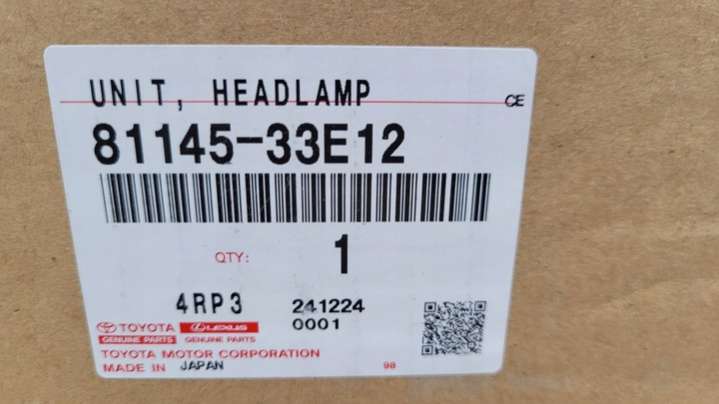 UNIT, HEADLAMP
CE
81145-33E12
QTY: 1
4RP3 241224
0001
TOYOTA LEXUS
GENUINE PARTS GENUINE PARTS
TOYOTA MOTOR CORPORATION
MADE IN JAPAN 98